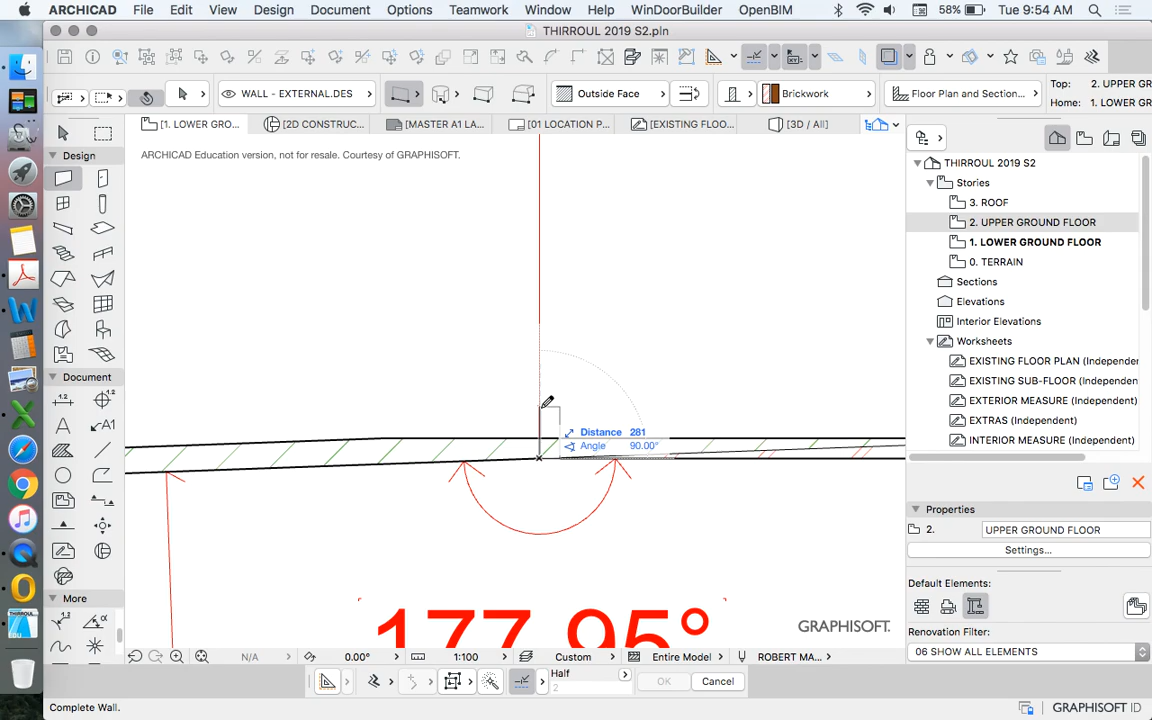 ARCHICAD File Edit View Design Document Options Teamwork Window Help WinDoorBuilder OpenBIM 58% Tue 9:54 AM
THIRROUL 2019 S2.pln
WALL - EXTERNAL.DES
Outside Face
Brickwork
Floor Plan and Section...
Top: 2. UPPER G
Home: 1. LOWER G
[1. LOWER GRO...
[2D CONSTRUC...
[MASTER A1 LA...
[01 LOCATION P...
[EXISTING FLOO...
[3D / All]
ARCHICAD Education version, not for resale. Courtesy of GRAPHISOFT.
Design
Document
More
Distance 281
Angle 90.00°
177.95°
GRAPHISOFT.
THIRROUL 2019 S2
Stories
3. ROOF
2. UPPER GROUND FLOOR
1. LOWER GROUND FLOOR
0. TERRAIN
Sections
Elevations
Interior Elevations
Worksheets
EXISTING FLOOR PLAN (Independer
EXISTING SUB-FLOOR (Independer
EXTERIOR MEASURE (Independent)
EXTRAS (Independent)
INTERIOR MEASURE (Independent)
Properties
2. UPPER GROUND FLOOR
Settings...
Default Elements:
Renovation Filter:
06 SHOW ALL ELEMENTS
N/A
0.00°
1:100
Custom
Entire Model
ROBERT MA...
Half
2
OK
Cancel
Complete Wall.
GRAPHISOFT ID